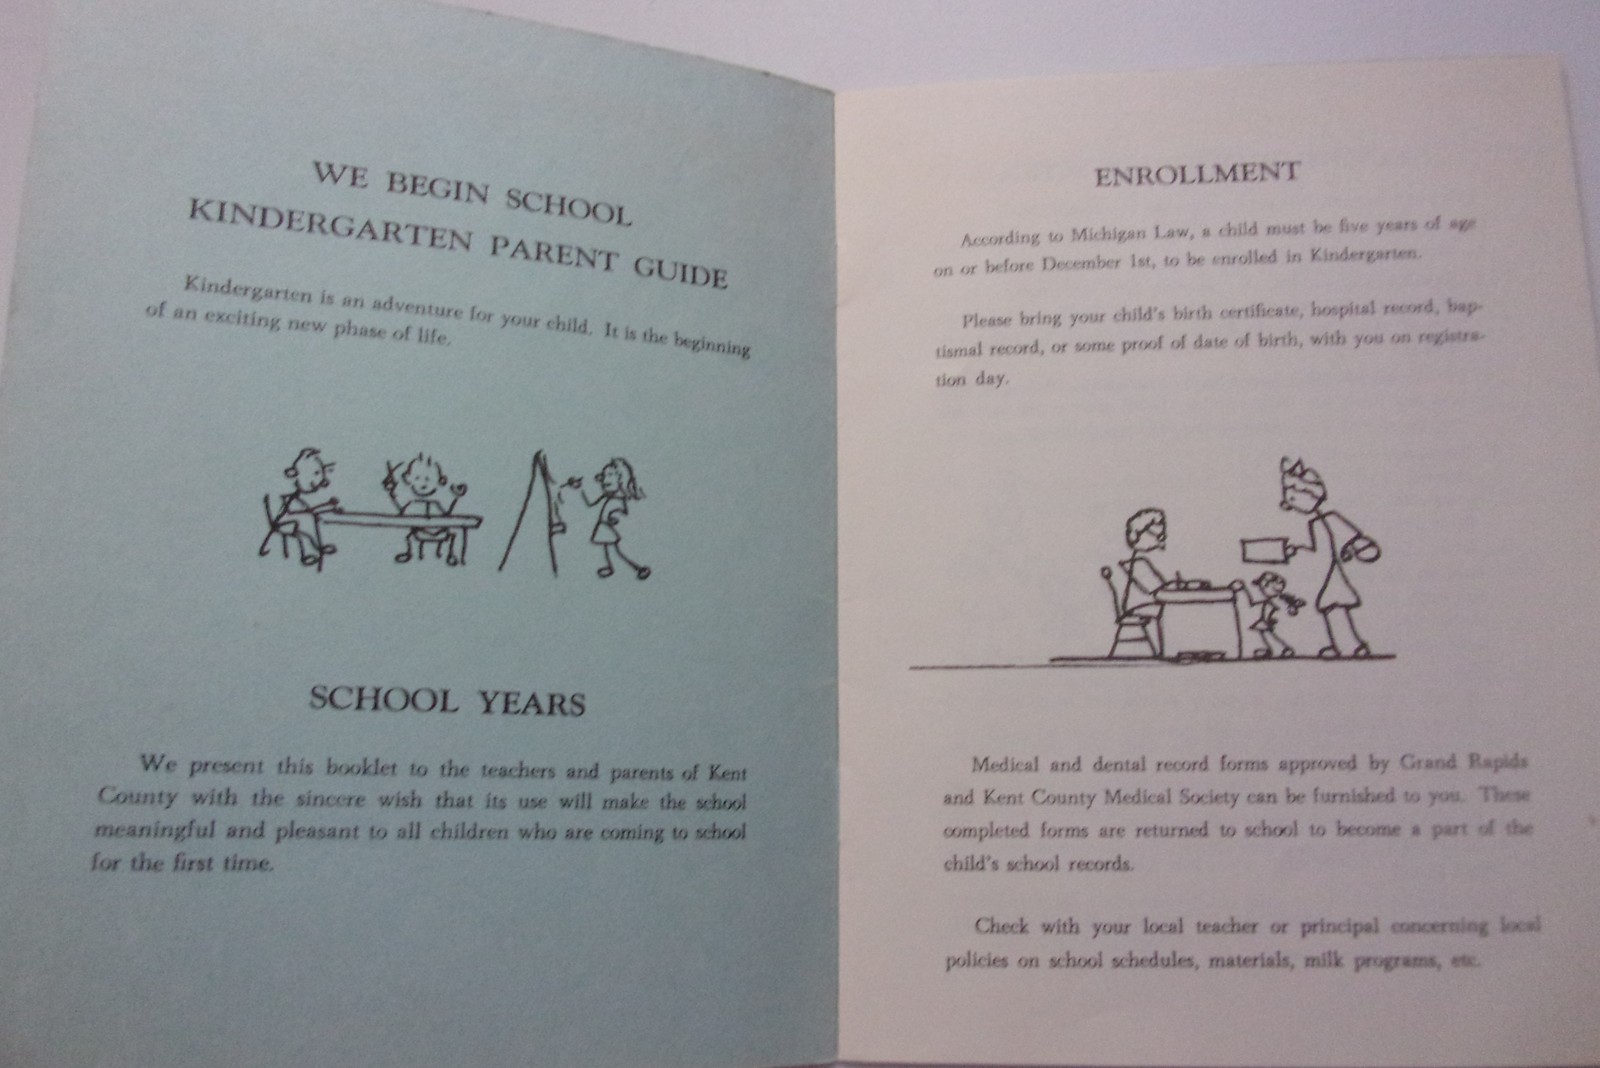 WE BEGIN SCHOOL
KINDERGARTEN PARENT GUIDE
Kindergarten is an adventure for your child. It is the beginning
of an exciting new phase of life.
SCHOOL YEARS
We present this booklet to the teachers and parents of Kent
County with the sincere wish that its use will make the school
meaningful and pleasant to all children who are coming to school
for the first time.
ENROLLMENT
According to Michigan Law, a child must be five years of age
on or before December 1st, to be enrolled in Kindergarten.
Please bring your child's birth certificate, hospital record, bap-
tismal record, or some proof of date of birth, with you on registra-
tion day.
Medical and dental record forms approved by Grand Rapids
and Kent County Medical Society can be furnished to you. These
completed forms are returned to school to become a part of the
child's school records.
Check with your local teacher or principal concerning local
policies on school schedules, materials, milk programs, etc.